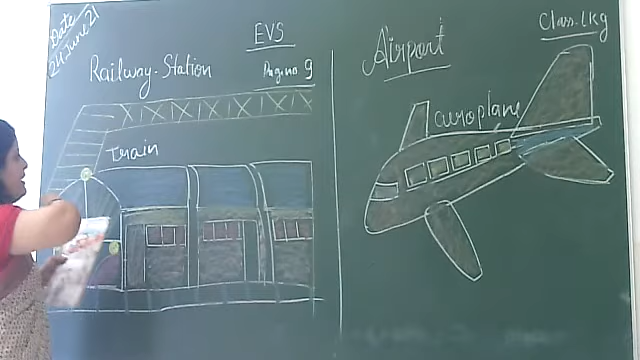 Date
24 June 21
EVS
Class. LKg
Railway-Station
Page no 9
Airport
Train
aeroplane